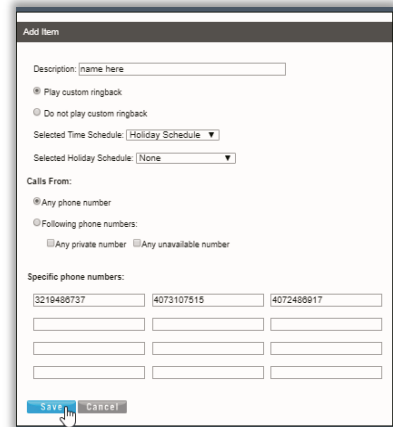 Add Item
Description: name here
Play custom ringback
Do not play custom ringback
Selected Time Schedule: Holiday Schedule ▼
Selected Holiday Schedule: None ▼
Calls From:
Any phone number
Following phone numbers:
Any private number Any unavailable number
Specific phone numbers:
3219486737 4073107515 4072486917
Save Cancel